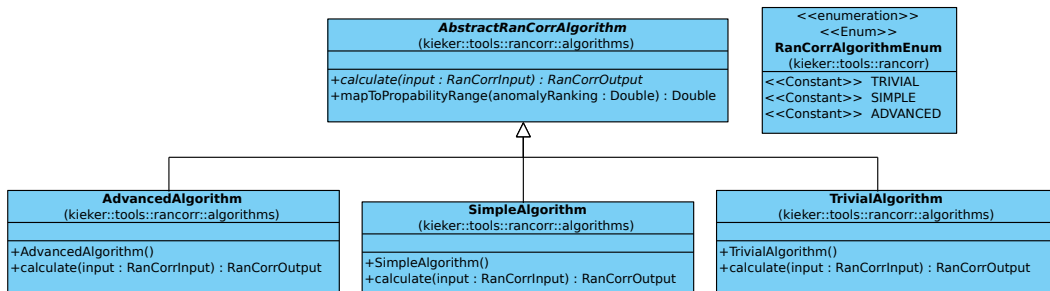 AbstractRanCorrAlgorithm
(kieker::tools::rancorr::algorithms)
+calculate(input : RanCorrInput) : RanCorrOutput
+mapToPropabilityRange(anomalyRanking : Double) : Double
<<enumeration>>
<<Enum>>
RanCorrAlgorithmEnum
(kieker::tools::rancorr)
<<Constant>> TRIVIAL
<<Constant>> SIMPLE
<<Constant>> ADVANCED
AdvancedAlgorithm
(kieker::tools::rancorr::algorithms)
+AdvancedAlgorithm()
+calculate(input : RanCorrInput) : RanCorrOutput
SimpleAlgorithm
(kieker::tools::rancorr::algorithms)
+SimpleAlgorithm()
+calculate(input : RanCorrInput) : RanCorrOutput
TrivialAlgorithm
(kieker::tools::rancorr::algorithms)
+TrivialAlgorithm()
+calculate(input : RanCorrInput) : RanCorrOutput